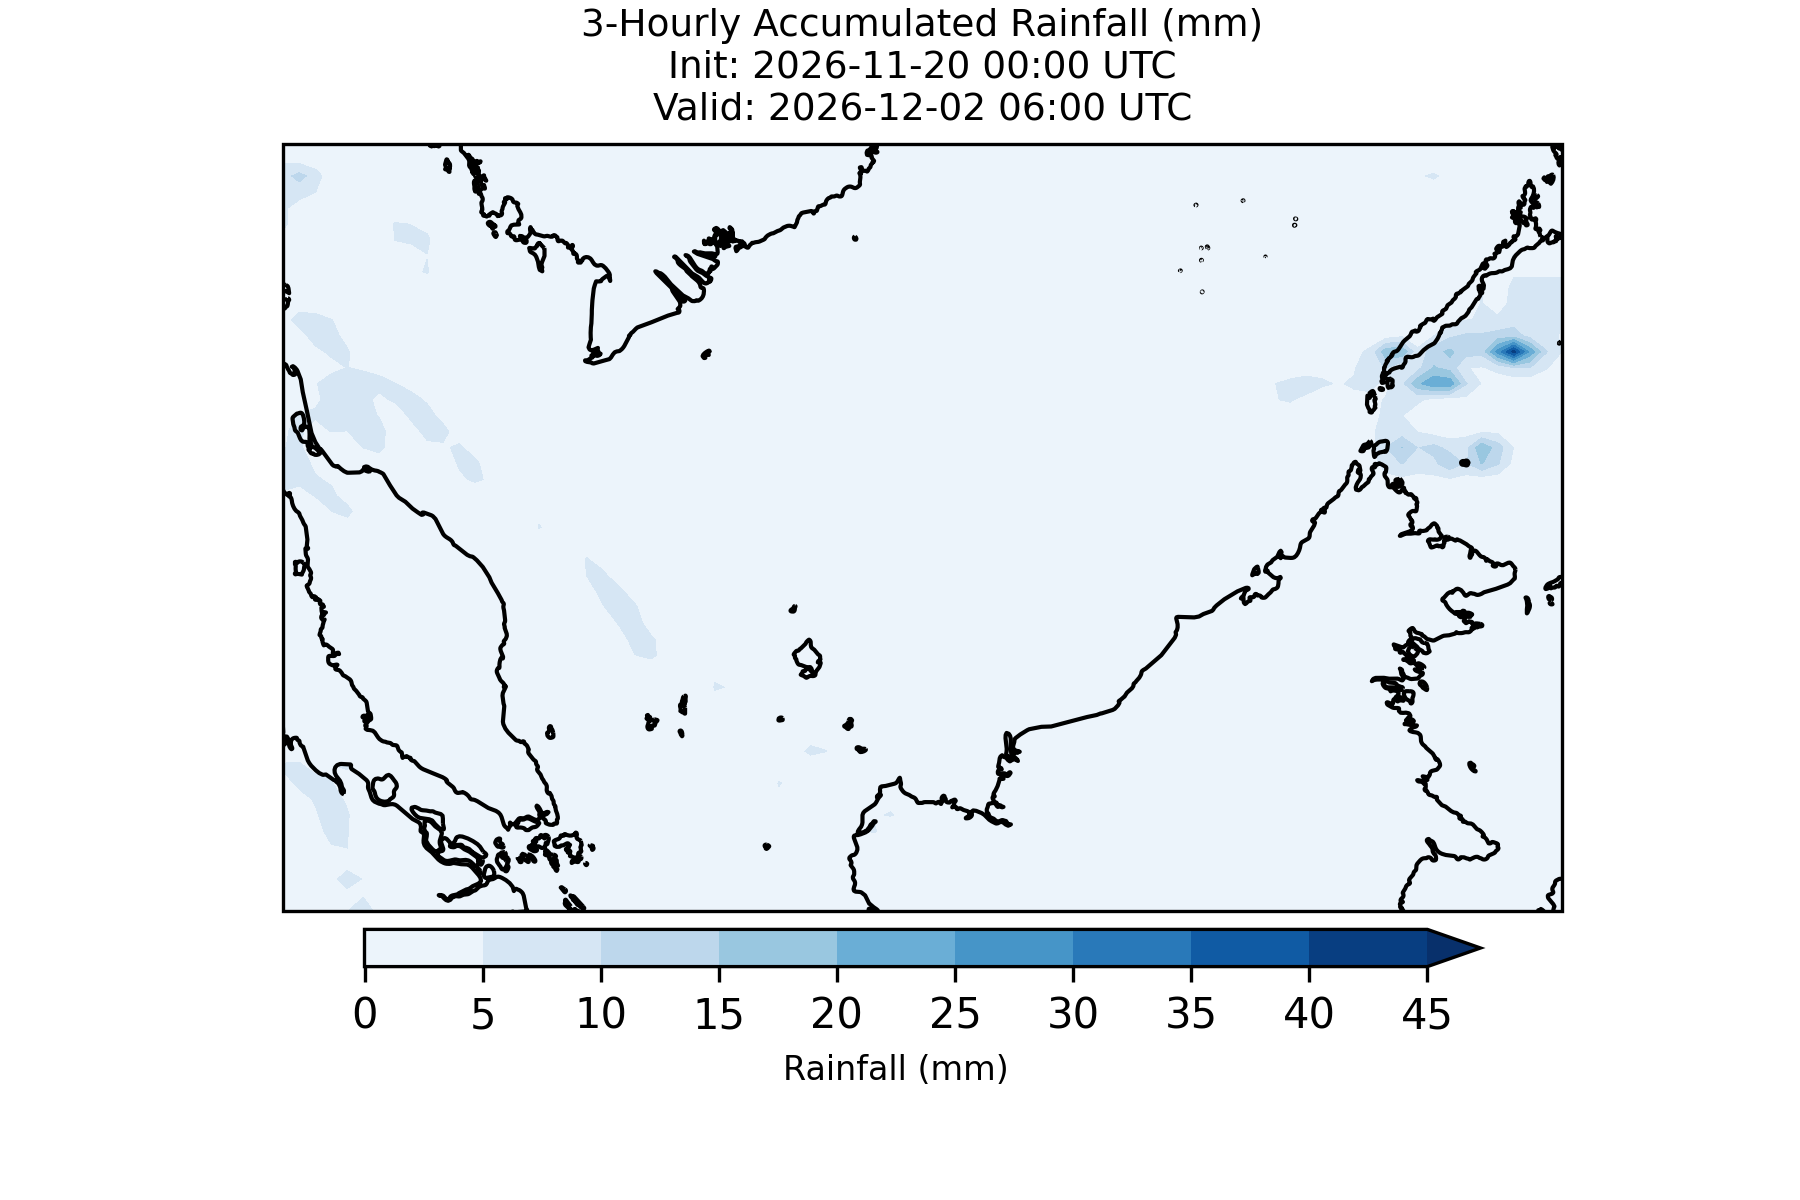 3-Hourly Accumulated Rainfall (mm)
Init: 2026-11-20 00:00 UTC
Valid: 2026-12-02 06:00 UTC
0 5 10 15 20 25 30 35 40 45
Rainfall (mm)